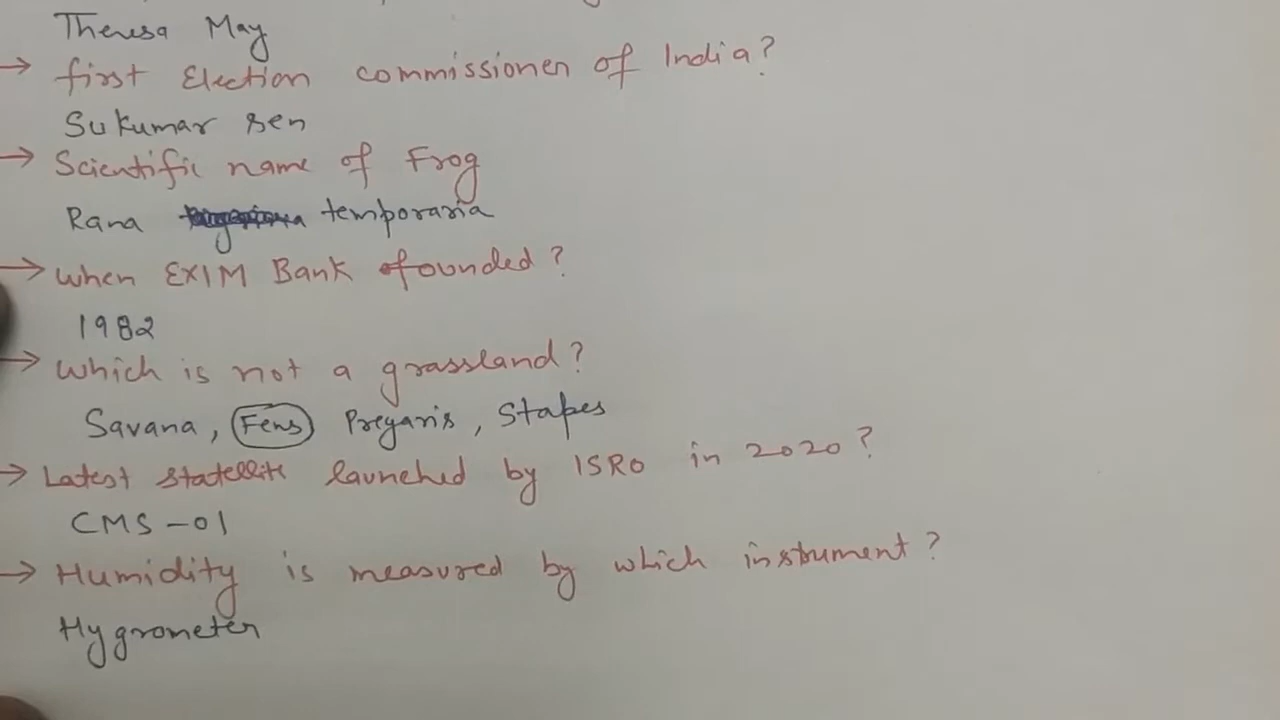 Theresa May
→ first Election commissioner of India?
Sukumar sen
→ Scientific name of Frog
Rana temporaria
→ When EXIM Bank founded?
1982
→ Which is not a grassland?
Savana, Fens Pregaris, Stapes
→ Latest statellite launched by ISRO in 2020?
CMS-01
→ Humidity is measured by which instrument?
Hygrometer